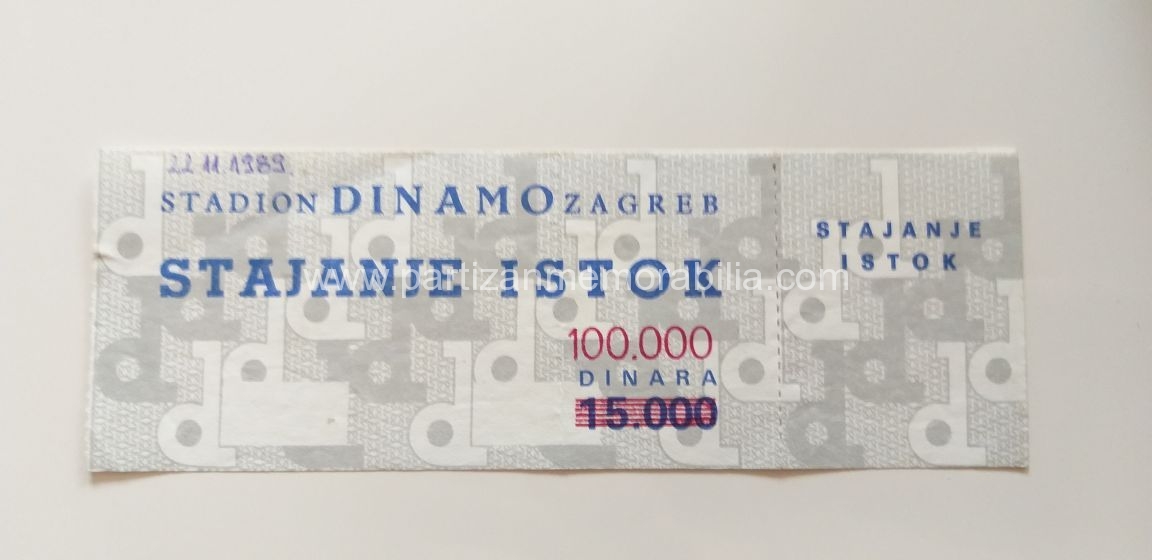 22 11.1989.
STADION DINAMO ZAGREB
STAJANJE ISTOK
100.000
DINARA
15.000
STAJANJE
ISTOK
www.partizanmemorabilia.com